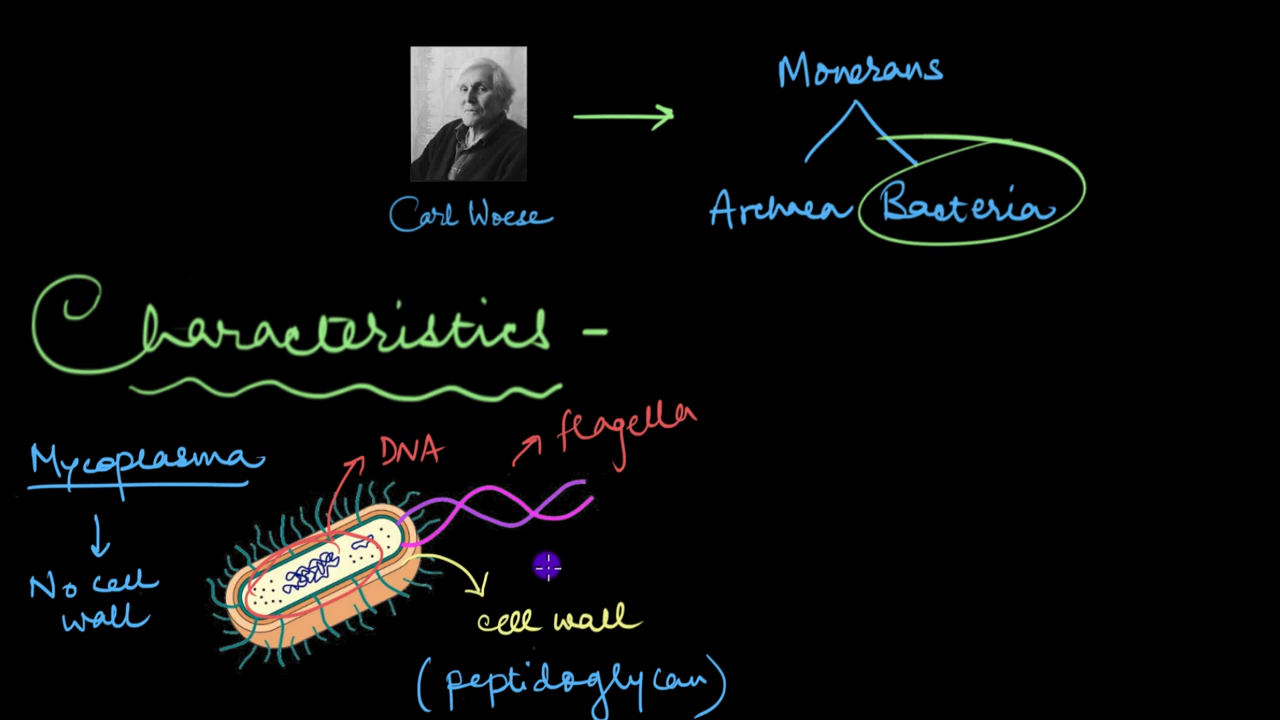 Monerans
Carl Woese
Archaea Bacteria
Characteristics -
Mycoplasma
DNA
flagella
No cell
wall
cell wall
(peptidoglycan)